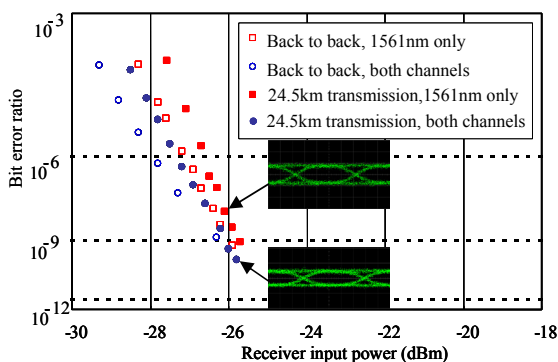 10-3
Back to back, 1561nm only
Back to back, both channels
24.5km transmission,1561nm only
24.5km transmission, both channels
Bit error ratio
10-6
10-9
10-12
-30 -28 -26 -24 -22 -20 -18
Receiver input power (dBm)